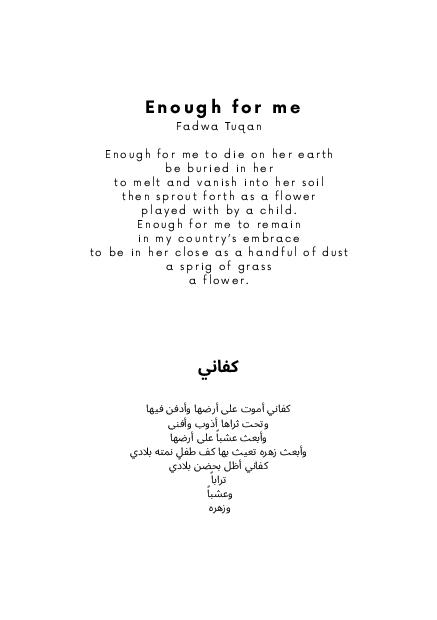 Enough for me
Fadwa Tuqan
Enough for me to die on her earth
be buried in her
to melt and vanish into her soil
then sprout forth as a flower
played with by a child.
Enough for me to remain
in my country's embrace
to be in her close as a handful of dust
a sprig of grass
a flower.
كفاني
كفاني أموت على أرضها وأدفن فيها
وتحت ثراها أذوب وأفنى
وأبعث عشباً على أرضها
وأبعث زهره تعيث بها كف طفلٍ نمته بلادي
كفاني أظل بحضن بلادي
تراباً
وعشباً
وزهره